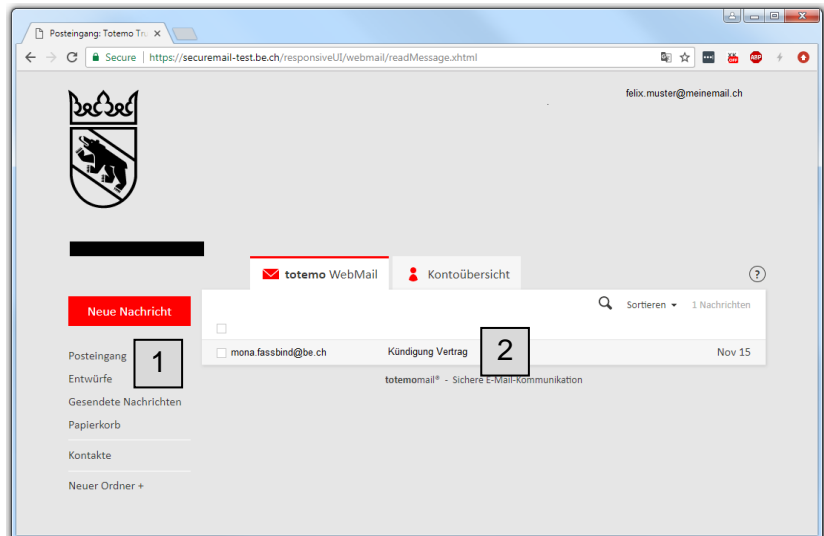 Posteingang: Totemo Tr
Secure | https://securemail-test.be.ch/responsiveUI/webmail/readMessage.xhtml
OFF
ABP
felix.muster@meinemail.ch
totemo WebMail
Kontoübersicht
?
Neue Nachricht
Sortieren
1 Nachrichten
mona.fassbind@be.ch
Kündigung Vertrag
2
Nov 15
totemomail® - Sichere E-Mail-Kommunikation
Posteingang
1
Entwürfe
Gesendete Nachrichten
Papierkorb
Kontakte
Neuer Ordner +